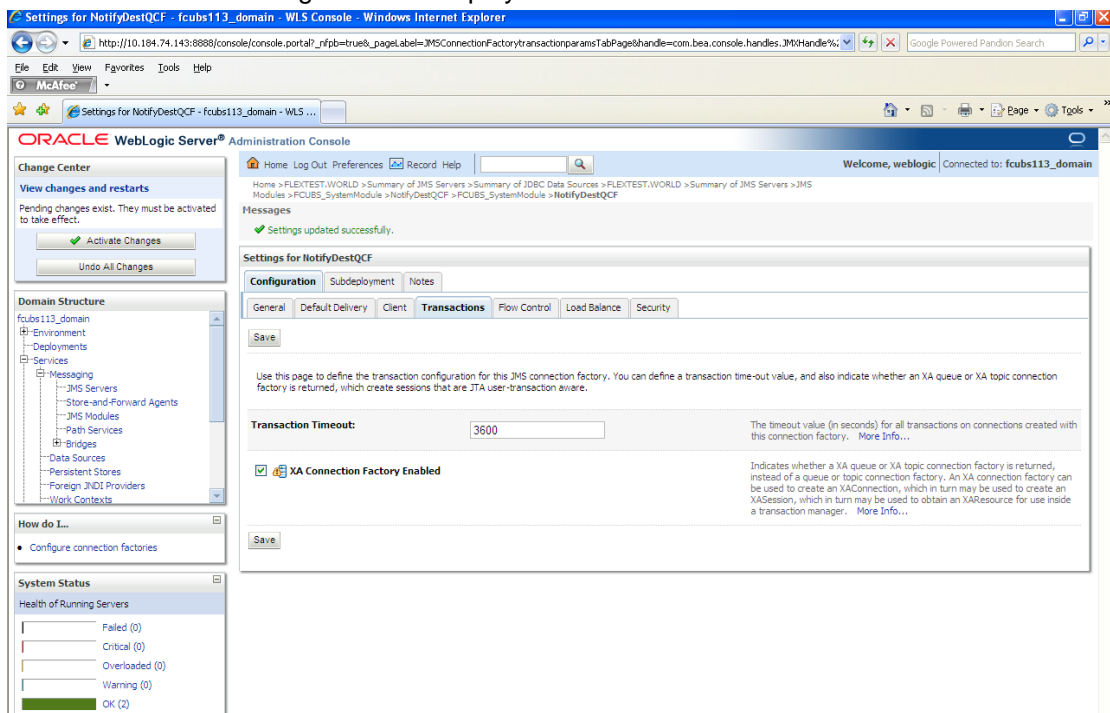 Settings for NotifyDestQCF - fcubs113_domain - WLS Console - Windows Internet Explorer
http://10.184.74.143:8888/console/console.portal?_nfpb=true&_pageLabel=JMSConnectionFactorytransactionparamsTabPage&handle=com.bea.console.handles.JMXHandle%;
Google Powered Pandion Search
File Edit View Favorites Tools Help
McAfee
Settings for NotifyDestQCF - fcubs113_domain - WLS ...
Page Tools
ORACLE WebLogic Server® Administration Console
Change Center
View changes and restarts
Pending changes exist. They must be activated
to take effect.
Activate Changes
Undo All Changes
Domain Structure
fcubs113_domain
Environment
Deployments
Services
Messaging
JMS Servers
Store-and-Forward Agents
JMS Modules
Path Services
Bridges
Data Sources
Persistent Stores
Foreign JNDI Providers
Work Contexts
How do I...
Configure connection factories
System Status
Health of Running Servers
Failed (0)
Critical (0)
Overloaded (0)
Warning (0)
OK (2)
Home Log Out Preferences Record Help
Welcome, weblogic Connected to: fcubs113_domain
Home >FLEXTEST.WORLD >Summary of JMS Servers >Summary of JDBC Data Sources >FLEXTEST.WORLD >Summary of JMS Servers >JMS
Modules >FCUBS_SystemModule >NotifyDestQCF >FCUBS_SystemModule >NotifyDestQCF
Messages
Settings updated successfully.
Settings for NotifyDestQCF
Configuration Subdeployment Notes
General Default Delivery Client Transactions Flow Control Load Balance Security
Save
Use this page to define the transaction configuration for this JMS connection factory. You can define a transaction time-out value, and also indicate whether an XA queue or XA topic connection
factory is returned, which create sessions that are JTA user-transaction aware.
Transaction Timeout:
3600
The timeout value (in seconds) for all transactions on connections created with
this connection factory. More Info...
XA Connection Factory Enabled
Indicates whether a XA queue or XA topic connection factory is returned,
instead of a queue or topic connection factory. An XA connection factory can
be used to create an XAConnection, which in turn may be used to create an
XASession, which in turn may be used to obtain an XAResource for use inside
a transaction manager. More Info...
Save